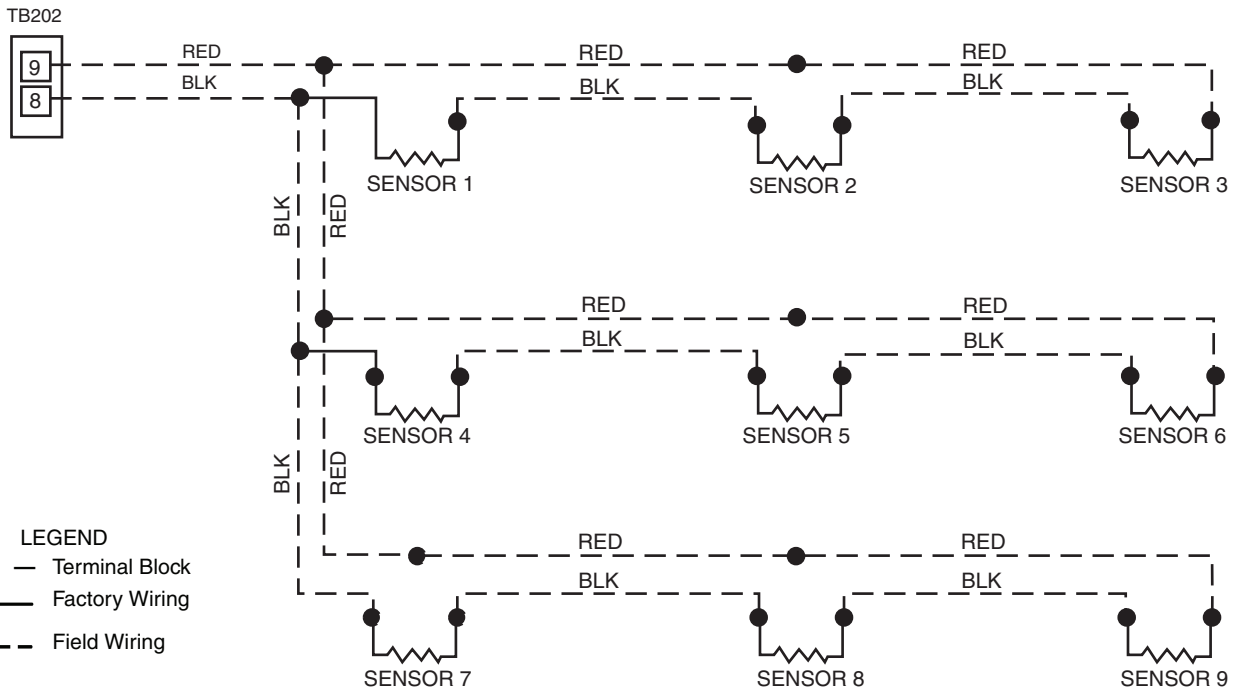 TB202
9
8
RED
RED
RED
BLK
BLK
BLK
SENSOR 1
SENSOR 2
SENSOR 3
BLK
RED
RED
RED
BLK
BLK
SENSOR 4
SENSOR 5
SENSOR 6
BLK
RED
RED
RED
BLK
BLK
SENSOR 7
SENSOR 8
SENSOR 9
LEGEND
— Terminal Block
Factory Wiring
Field Wiring